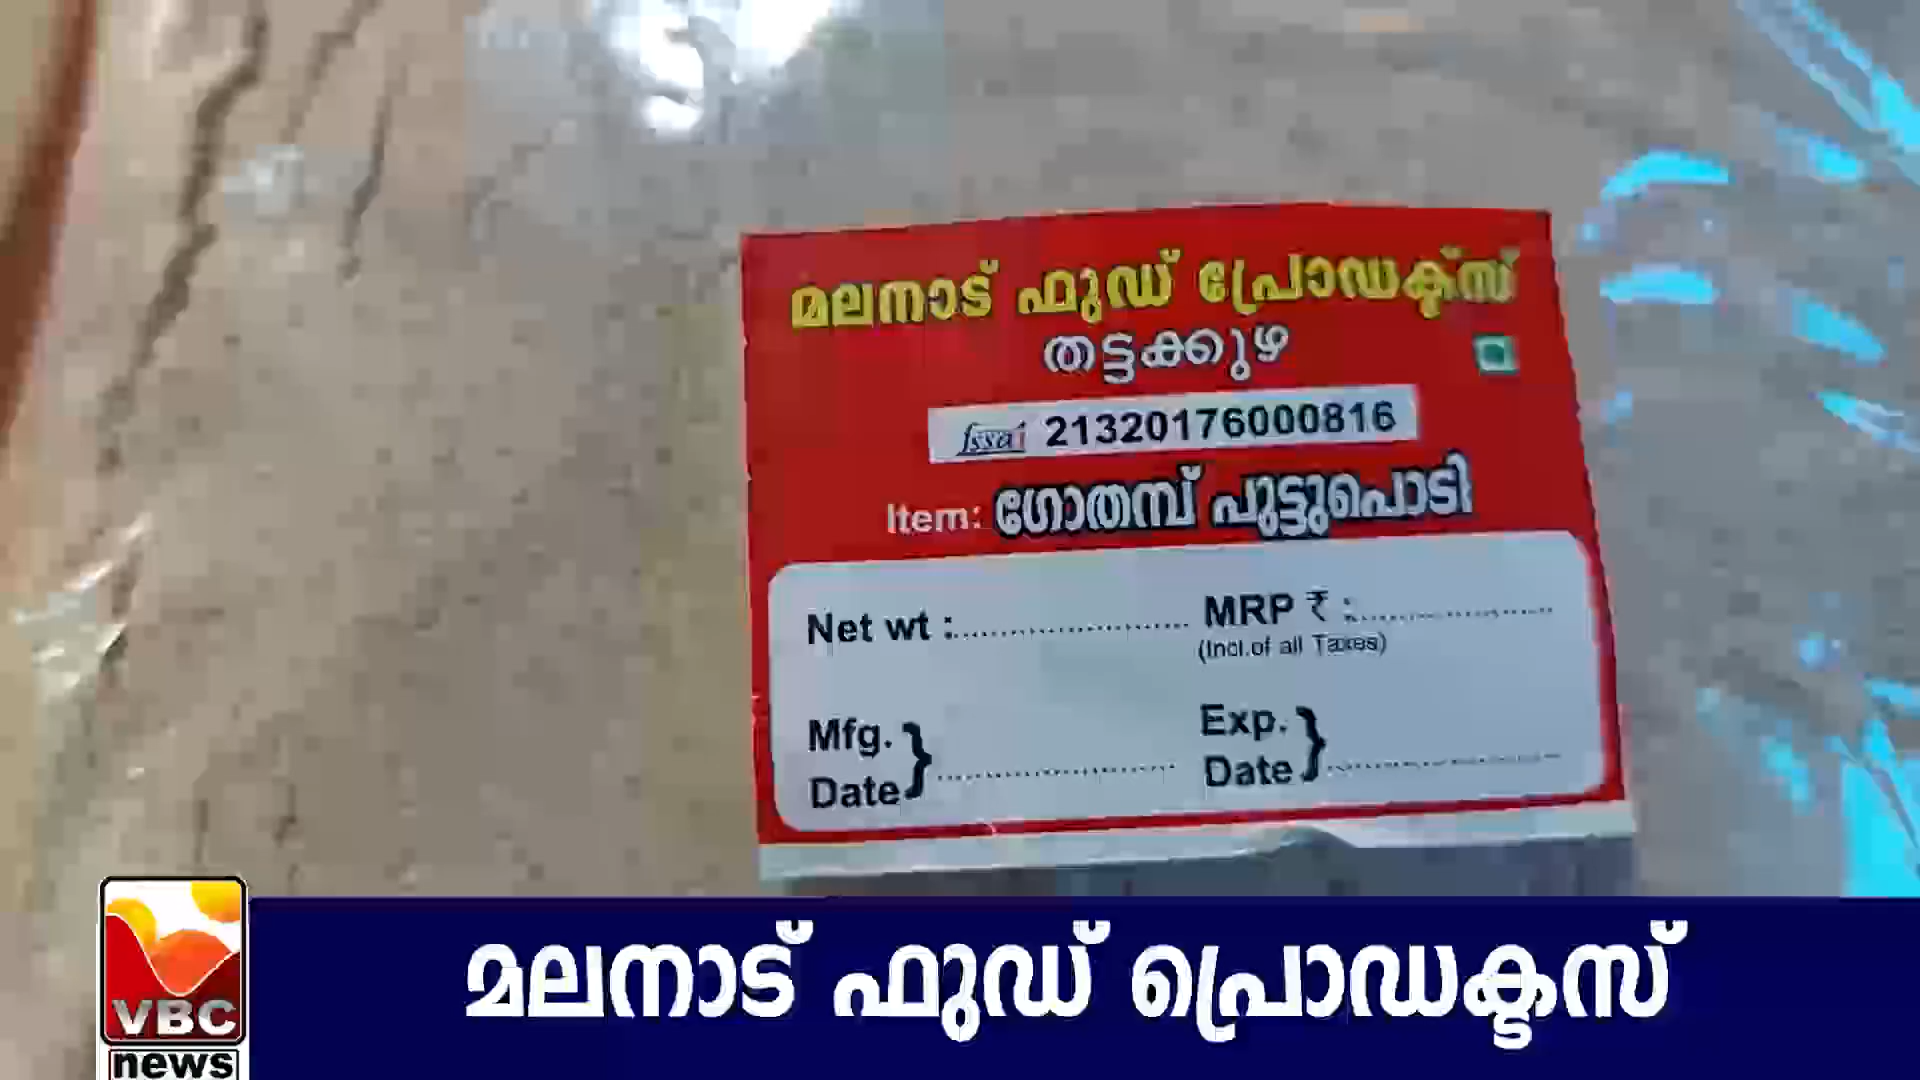 മലനാട് ഫുഡ് പ്രോഡക്ട്സ്
തട്ടക്കുഴ
fssai 21320176000816
Item: ഗോതമ്പ് പുട്ടുപൊടി
Net wt : MRP ₹ :
(Incl.of all Taxes)
Mfg. Date } Exp. Date }
മലനാട് ഫുഡ് പ്രൊഡക്ടസ്
VBC
news